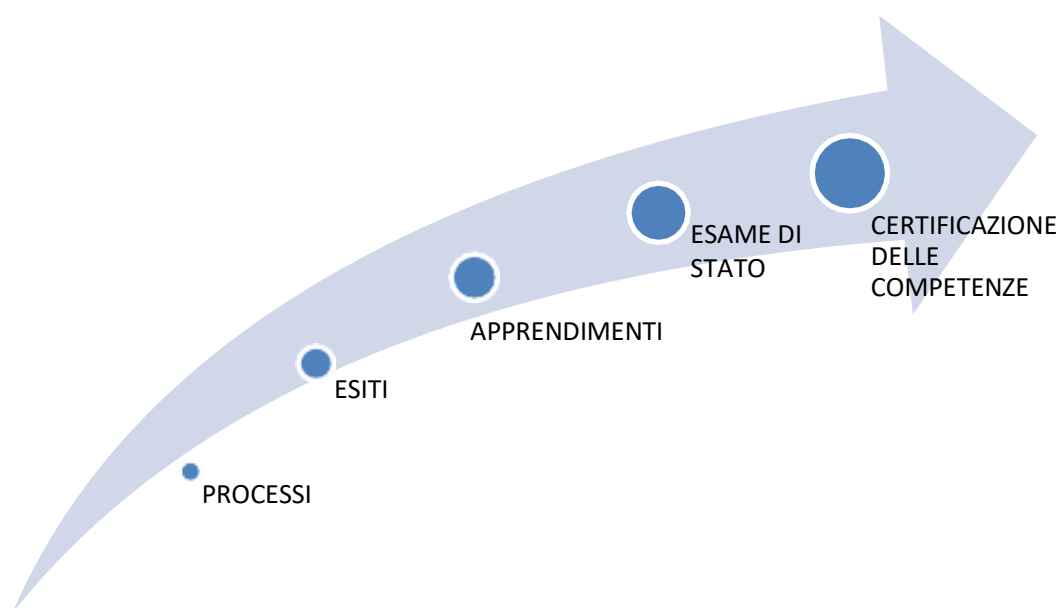 PROCESSI
ESITI
APPRENDIMENTI
ESAME DI
STATO
CERTIFICAZIONE
DELLE
COMPETENZE